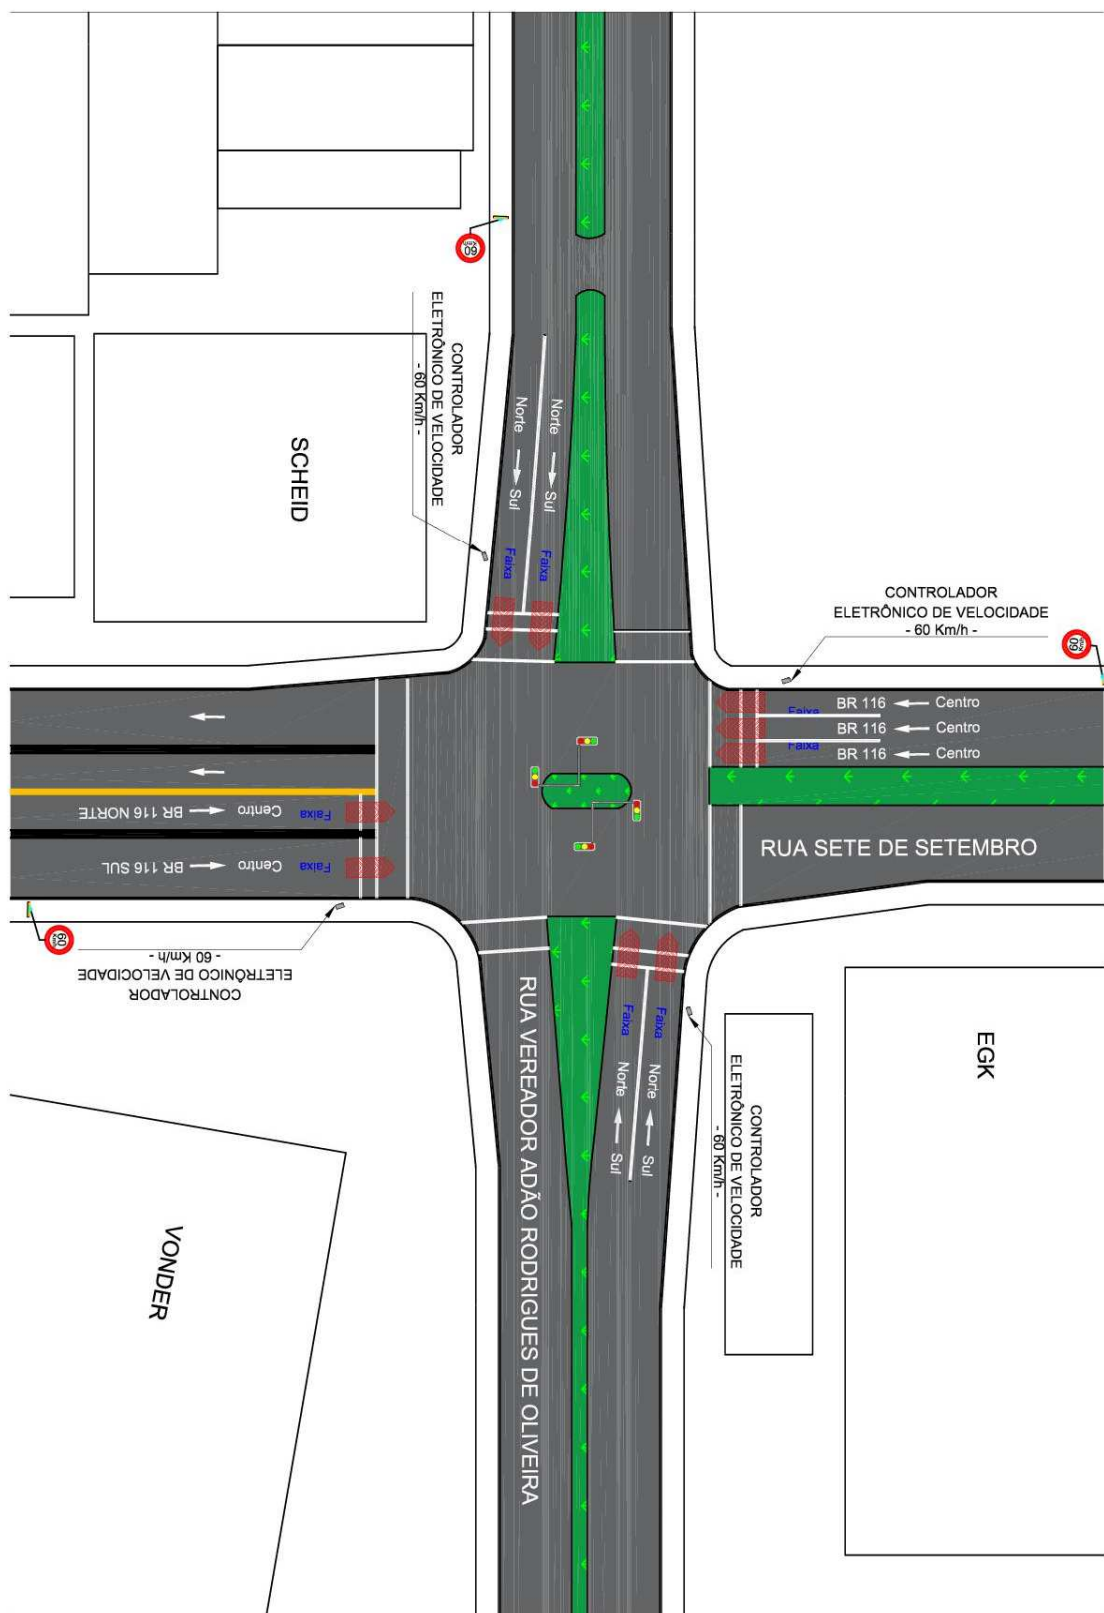 60
Km/h
CONTROLADOR
ELETRÔNICO DE VELOCIDADE
- 60 Km/h -
SCHEID
Norte Sul Faixa
Norte Sul Faixa
CONTROLADOR
ELETRÔNICO DE VELOCIDADE
- 60 Km/h -
60
Km/h
Faixa BR 116 Centro
BR 116 Centro
Faixa BR 116 Centro
RUA SETE DE SETEMBRO
BR 116 NORTE Centro Faixa
BR 116 SUL Centro Faixa
60
Km/h
CONTROLADOR
ELETRÔNICO DE VELOCIDADE
- 60 Km/h -
RUA VEREADOR ADÃO RODRIGUES DE OLIVEIRA
Faixa Norte Sul
Faixa Norte Sul
CONTROLADOR
ELETRÔNICO DE VELOCIDADE
- 60 Km/h -
EGK
VONDER